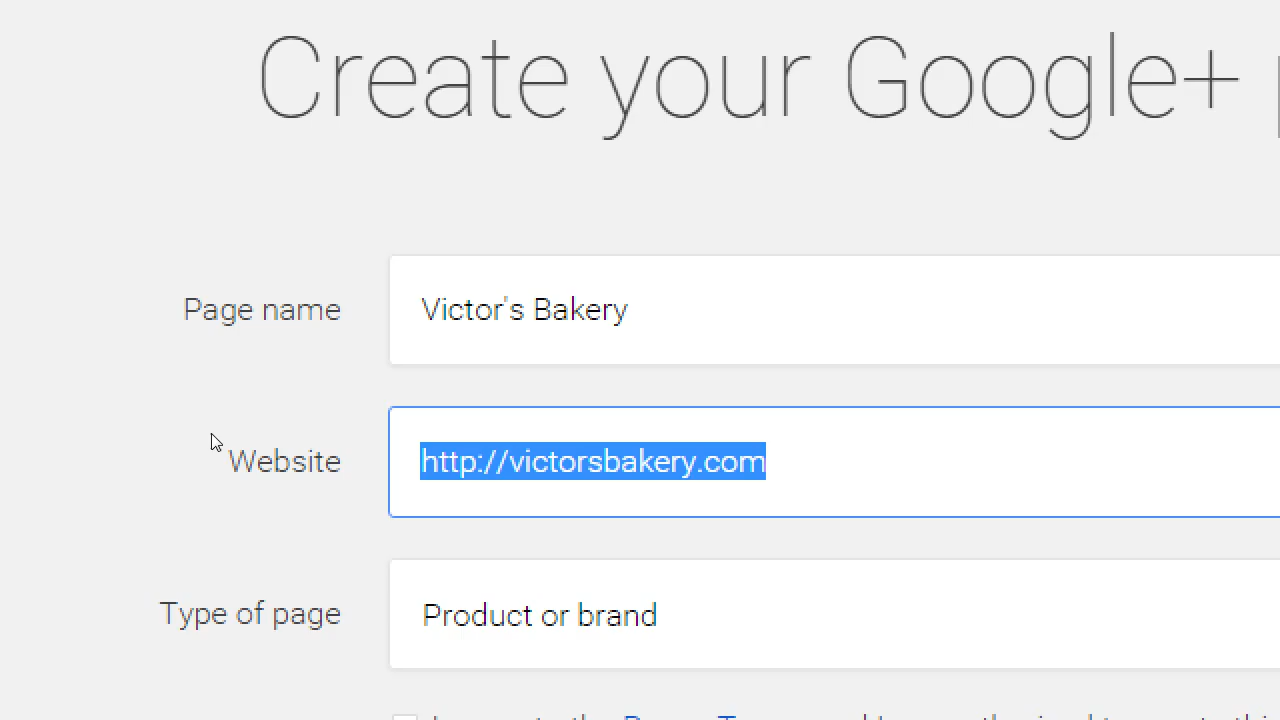 Create your Google+
Page name
Victor's Bakery
Website
http://victorsbakery.com
Type of page
Product or brand